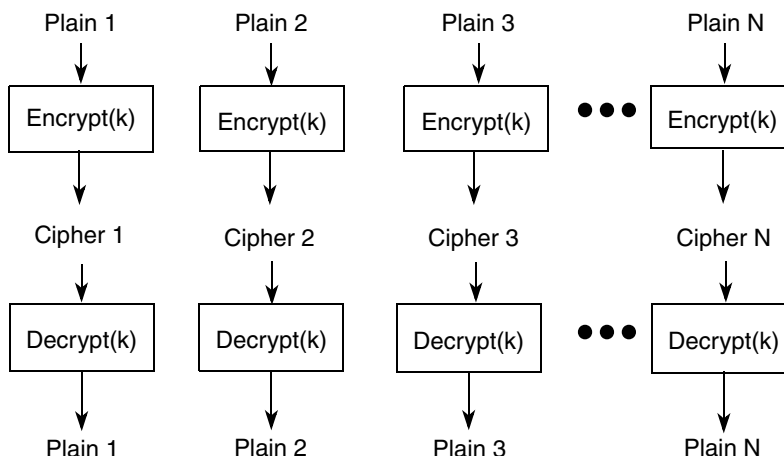 Plain 1 Plain 2 Plain 3 Plain N
Encrypt(k) Encrypt(k) Encrypt(k) Encrypt(k)
Cipher 1 Cipher 2 Cipher 3 Cipher N
Decrypt(k) Decrypt(k) Decrypt(k) Decrypt(k)
Plain 1 Plain 2 Plain 3 Plain N